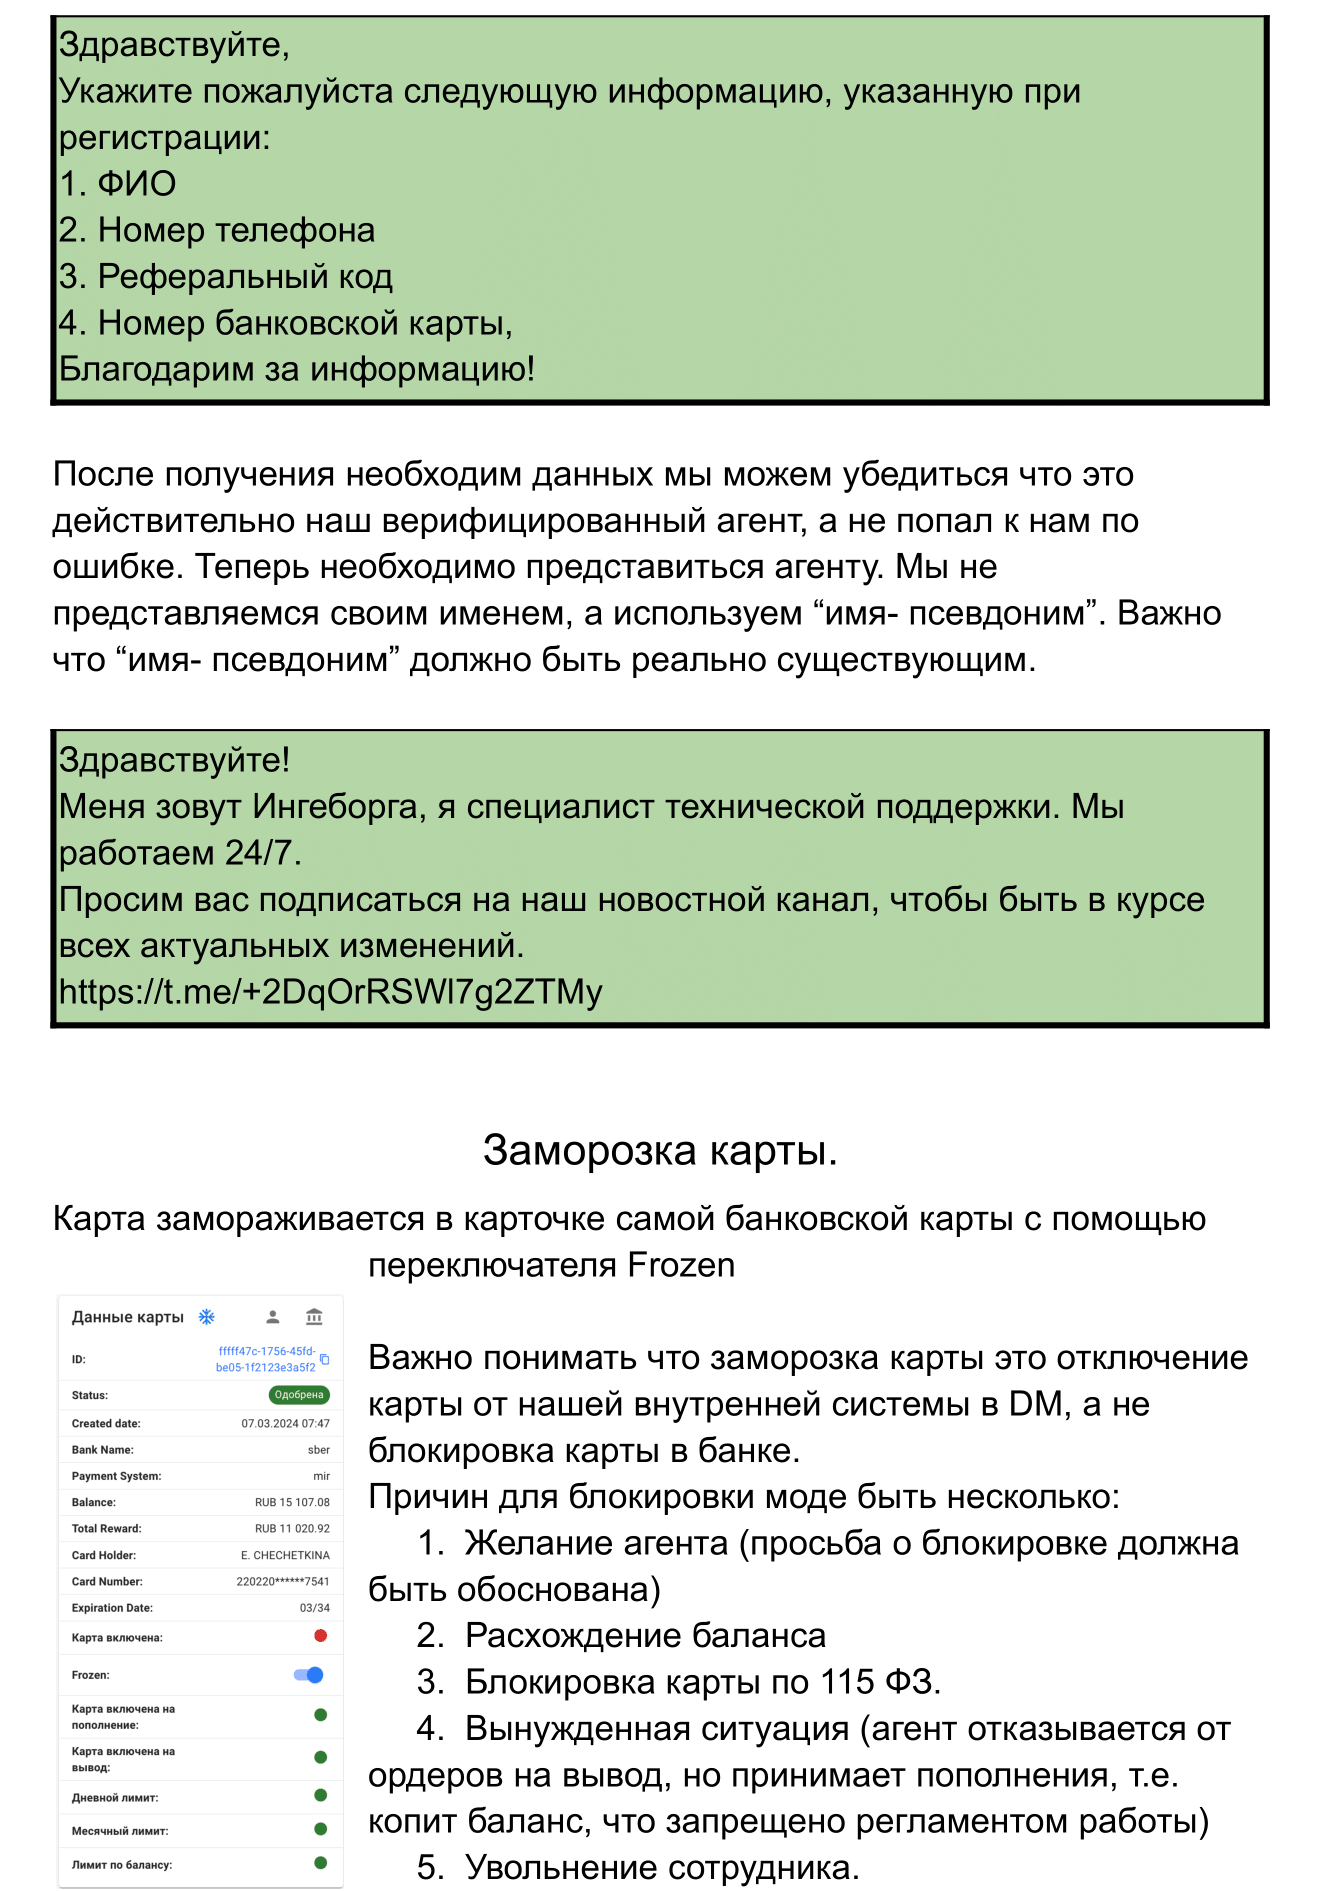 Здравствуйте,
Укажите пожалуйста следующую информацию, указанную при
регистрации:
1. ФИО
2. Номер телефона
3. Реферальный код
4. Номер банковской карты,
Благодарим за информацию!
После получения необходим данных мы можем убедиться что это
действительно наш верифицированный агент, а не попал к нам по
ошибке. Теперь необходимо представиться агенту. Мы не
представляемся своим именем, а используем “имя- псевдоним”. Важно
что “имя- псевдоним” должно быть реально существующим.
Здравствуйте!
Меня зовут Ингеборга, я специалист технической поддержки. Мы
работаем 24/7.
Просим вас подписаться на наш новостной канал, чтобы быть в курсе
всех актуальных изменений.
https://t.me/+2DqOrRSWl7g2ZTMy
Заморозка карты.
Карта замораживается в карточке самой банковской карты с помощью
переключателя Frozen
Данные карты
ID: fffff47c-1756-45fd-
be05-1f2123e3a5f2
Status: Одобрена
Created date: 07.03.2024 07:47
Bank Name: sber
Payment System: mir
Balance: RUB 15 107.08
Total Reward: RUB 11 020.92
Card Holder: E. CHECHETKINA
Card Number: 220220******7541
Expiration Date: 03/34
Карта включена:
Frozen:
Карта включена на
пополнение:
Карта включена на
вывод:
Дневной лимит:
Месячный лимит:
Лимит по балансу:
Важно понимать что заморозка карты это отключение
карты от нашей внутренней системы в DM, а не
блокировка карты в банке.
Причин для блокировки моде быть несколько:
1. Желание агента (просьба о блокировке должна
быть обоснована)
2. Расхождение баланса
3. Блокировка карты по 115 ФЗ.
4. Вынужденная ситуация (агент отказывается от
ордеров на вывод, но принимает пополнения, т.е.
копит баланс, что запрещено регламентом работы)
5. Увольнение сотрудника.